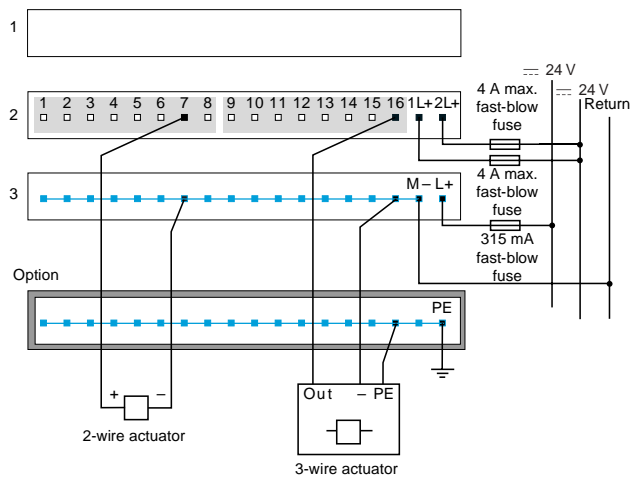 1
24 V
4 A max.
fast-blow
fuse
24 V
Return
2
1 2 3 4 5 6 7 8 9 10 11 12 13 14 15 16 1L+ 2L+
4 A max.
fast-blow
fuse
3
M – L+
315 mA
fast-blow
fuse
Option
PE
+ –
2-wire actuator
Out – PE
3-wire actuator